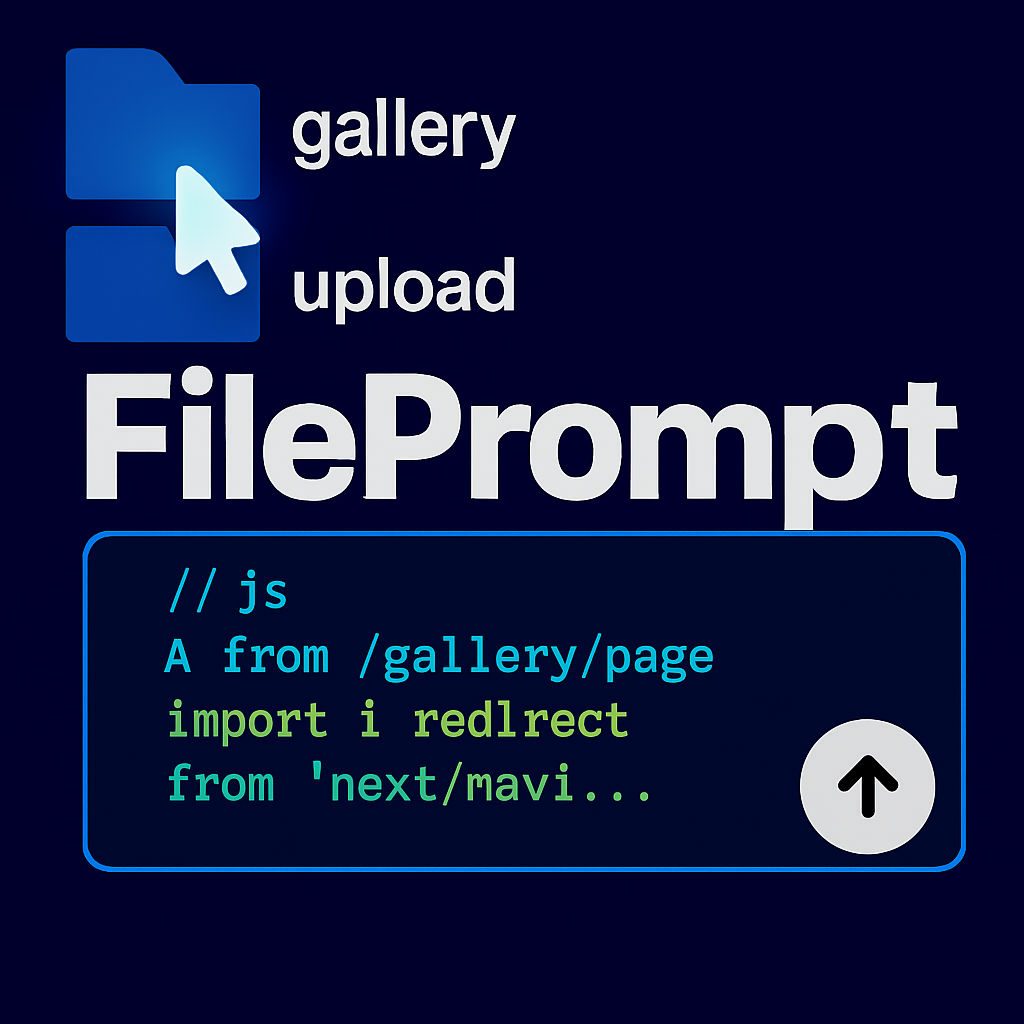 gallery
upload
FilePrompt
// js
A from /gallery/page
import i redlrect
from 'next/mavi...